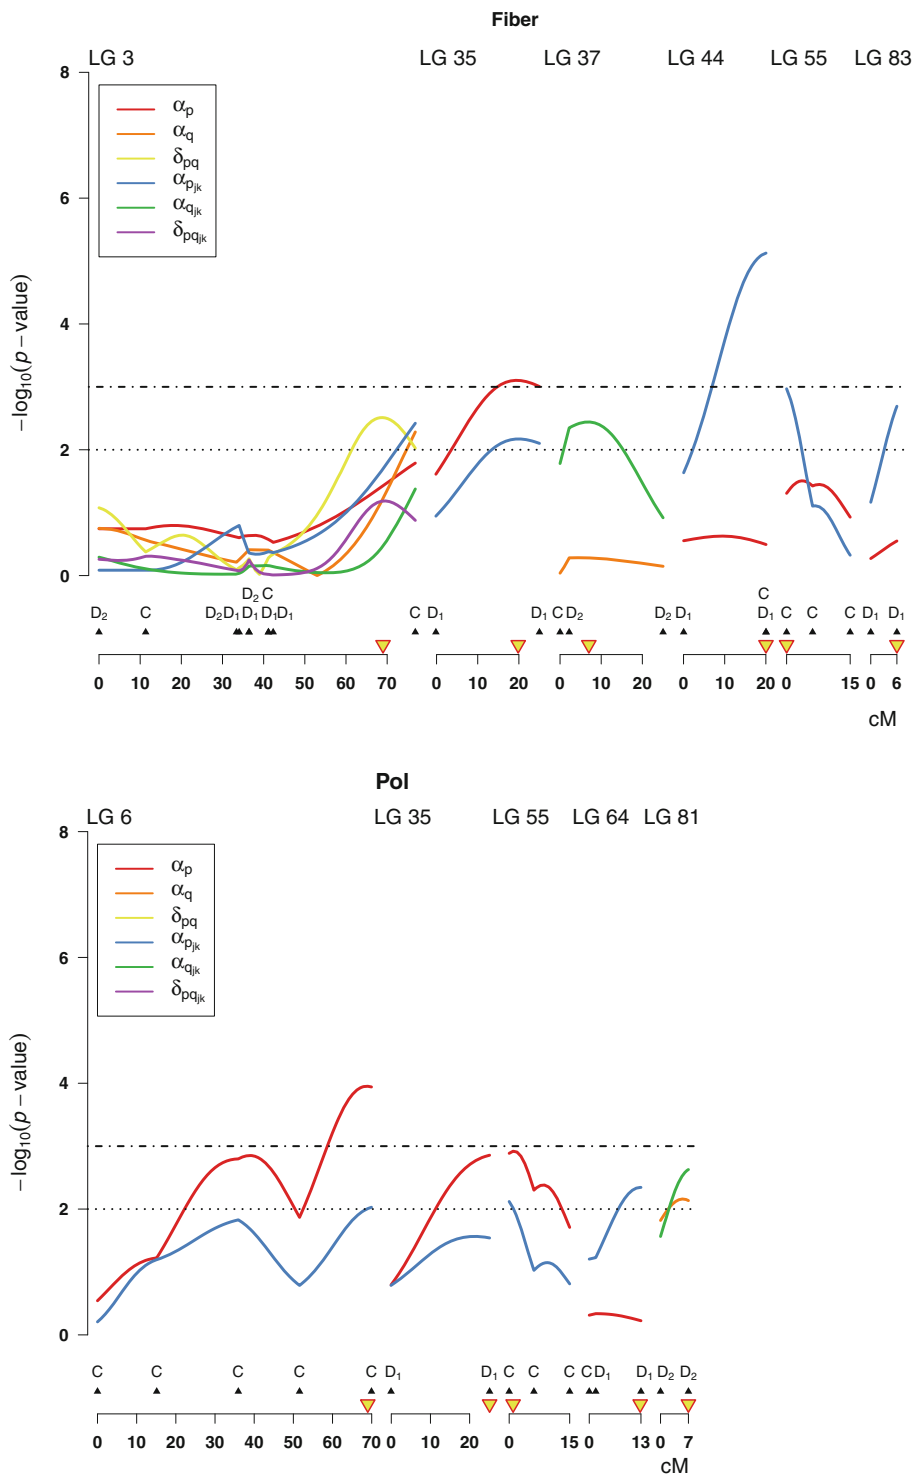 Fiber
LG 3 LG 35 LG 37 LG 44 LG 55 LG 83
8
6
4
2
0
−log10(p−value)
αp
αq
δpq
αpjk
αqjk
δpqjk
D2 C C
D2 C D2 D1 D1 D1 D1 C D1 D1 C D2 D2 D1 D1 C C C D1 D1
0 10 20 30 40 50 60 70 0 10 20 0 10 20 0 10 20 0 15 0 6
cM
Pol
LG 6 LG 35 LG 55 LG 64 LG 81
8
6
4
2
0
−log10(p−value)
αp
αq
δpq
αpjk
αqjk
δpqjk
C C C C C D1 D1 C C C C D1 D1 D2 D2
0 10 20 30 40 50 60 70 0 10 20 0 15 0 13 0 7
cM